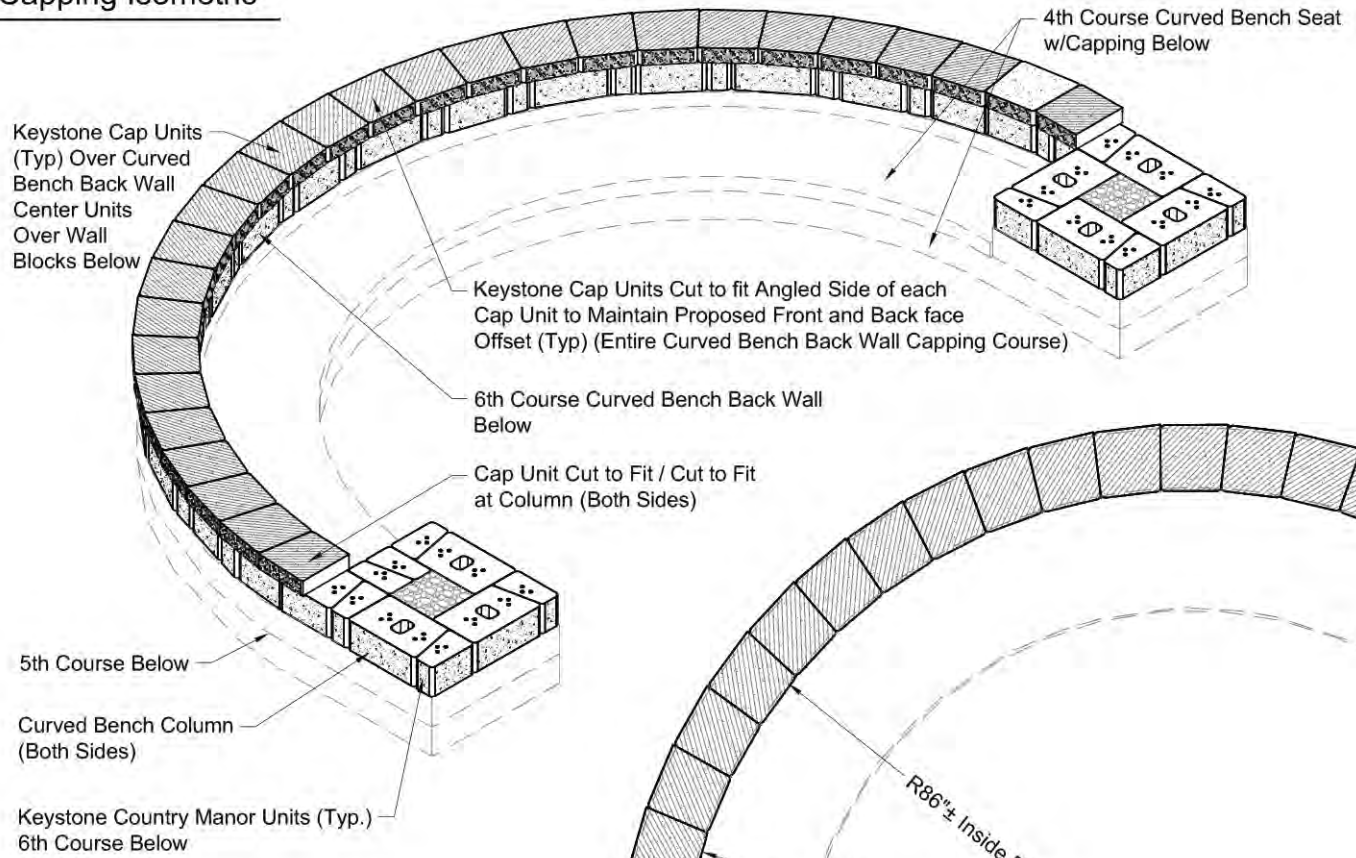 Capping Isometric
4th Course Curved Bench Seat
w/Capping Below
Keystone Cap Units
(Typ) Over Curved
Bench Back Wall
Center Units
Over Wall
Blocks Below
Keystone Cap Units Cut to fit Angled Side of each
Cap Unit to Maintain Proposed Front and Back face
Offset (Typ) (Entire Curved Bench Back Wall Capping Course)
6th Course Curved Bench Back Wall
Below
Cap Unit Cut to Fit / Cut to Fit
at Column (Both Sides)
5th Course Below
Curved Bench Column
(Both Sides)
Keystone Country Manor Units (Typ.)
6th Course Below
R86"± Inside